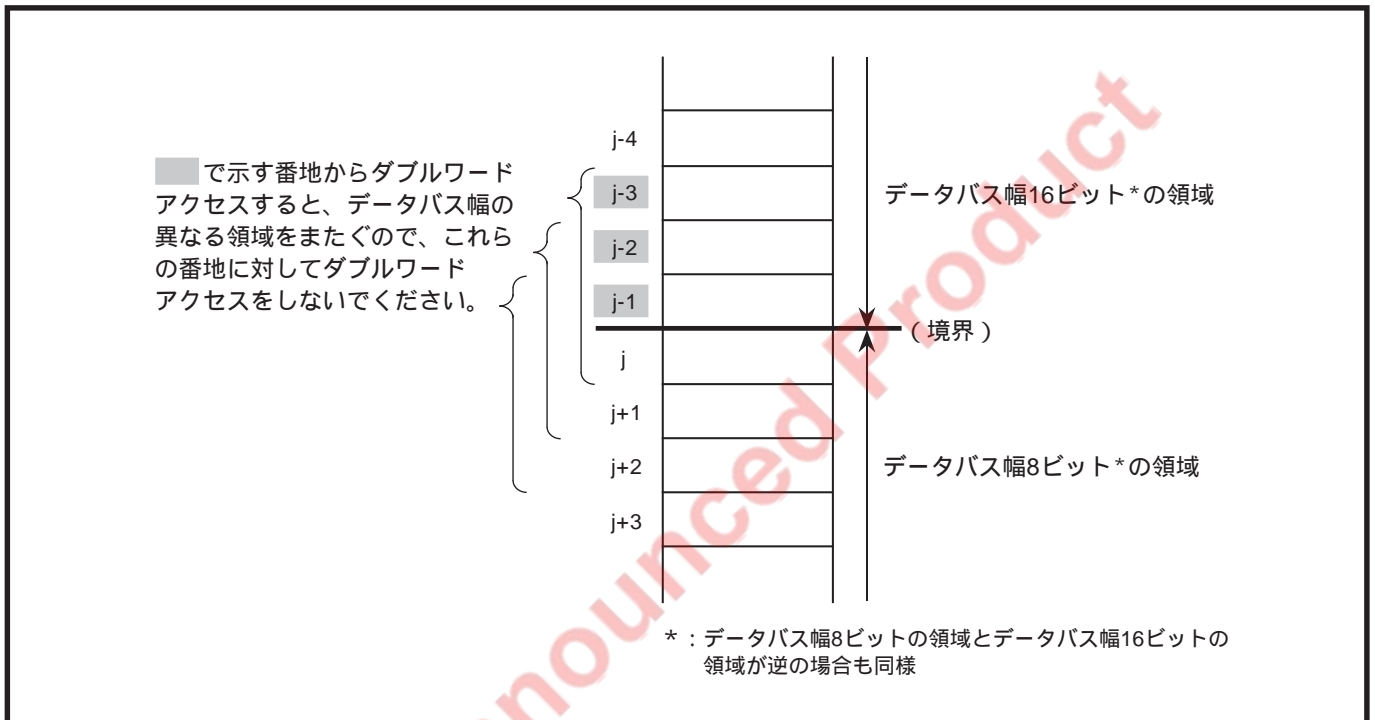 j-4
で示す番地からダブルワード
アクセスすると、データバス幅の
異なる領域をまたぐので、これら
の番地に対してダブルワード
アクセスをしないでください。
j-3
j-2
j-1
j
j+1
j+2
j+3
データバス幅16ビット*の領域
(境界)
データバス幅8ビット*の領域
*:データバス幅8ビットの領域とデータバス幅16ビットの
領域が逆の場合も同様
nounced Product